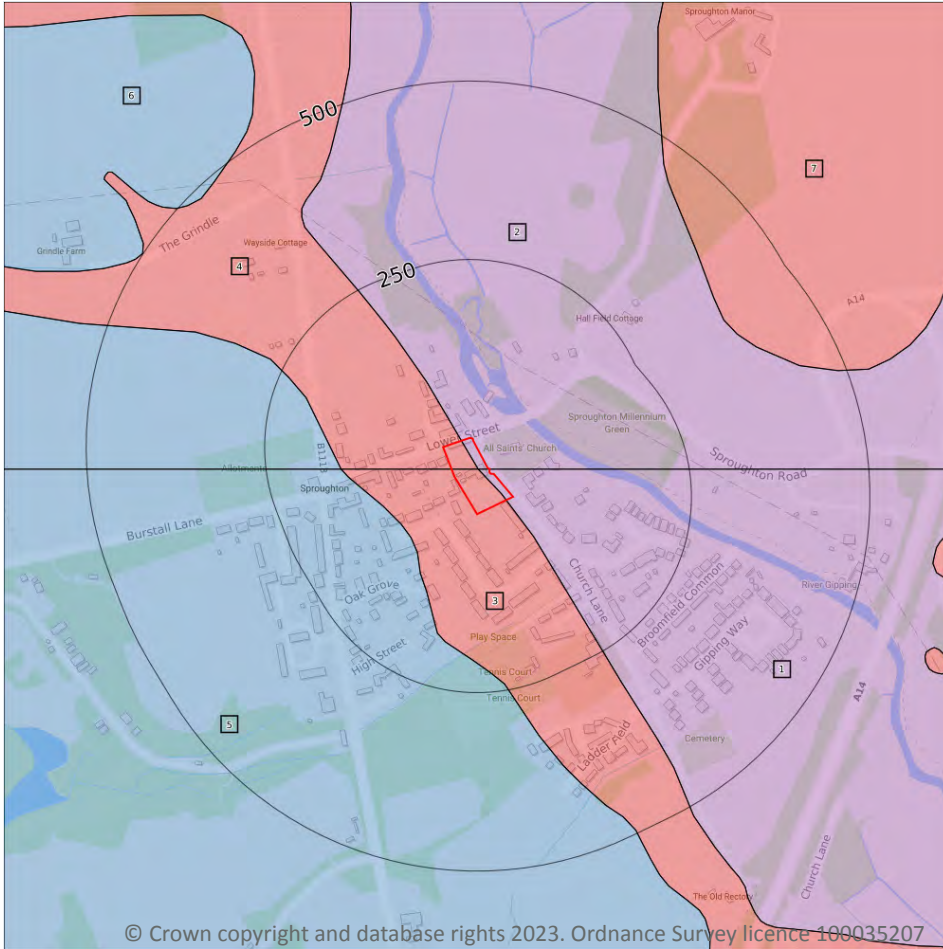 Sproughton Manor
6
500
7
2
The Grindle
Grindle Farm
Wayside Cottage
4
250
A14
Hall Field Cottage
Sproughton Millennium
Green
Lower Street
All Saints' Church
B1113
Allotments
Sproughton Road
Sproughton
Burstall Lane
Church Lane
Oak Grove
3
Broomfield Common
River Gipping
Play Space
Gipping Way
High Street
1
Tennis Court
Tennis Court
A14
5
Ladder Field
Cemetery
Church Lane
The Old Rectory
© Crown copyright and database rights 2023. Ordnance Survey licence 100035207